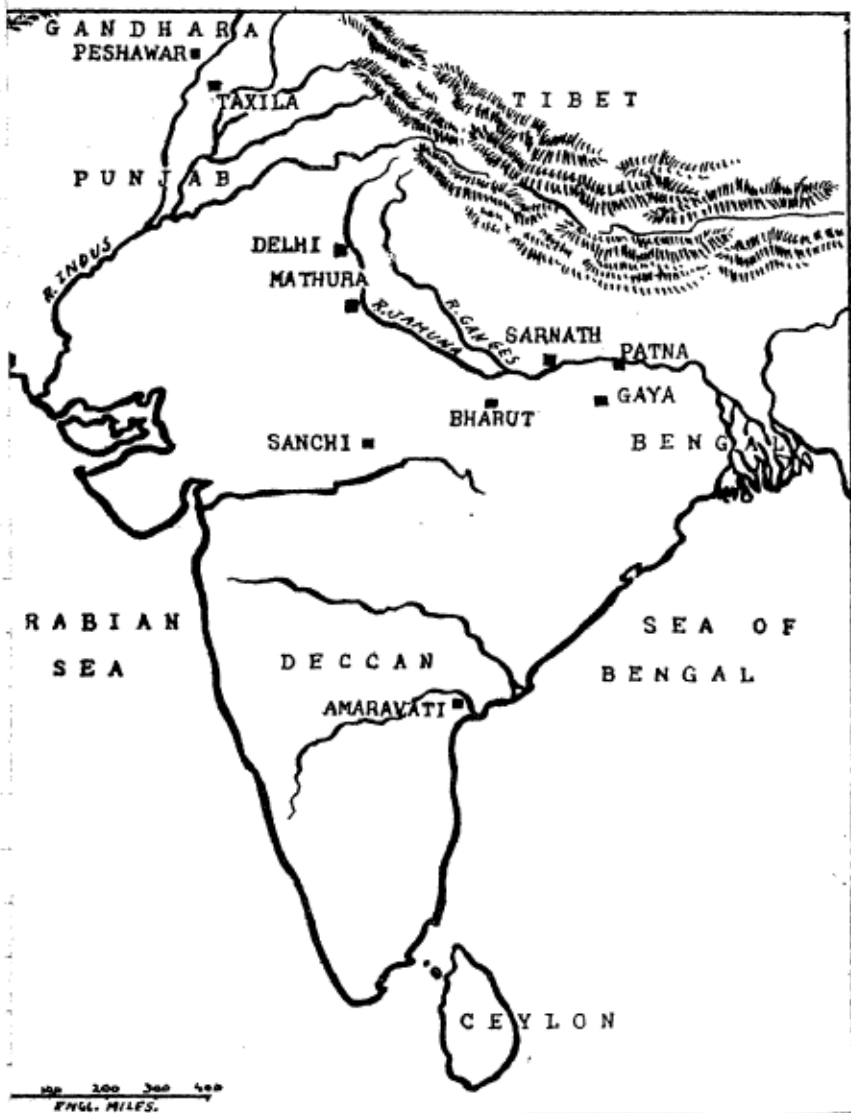 GANDHARA
PESHAWAR
TAXILA
TIBET
PUNJAB
R. INDUS
DELHI
MATHURA
R. JAMUNA
R. GANGES
SARNATH
PATNA
BHARUT
GAYA
SANCHI
BENGAL
RABIAN
SEA
DECCAN
SEA OF
BENGAL
AMARAVATI
CEYLON
100 200 300 400
ENGL. MILES.